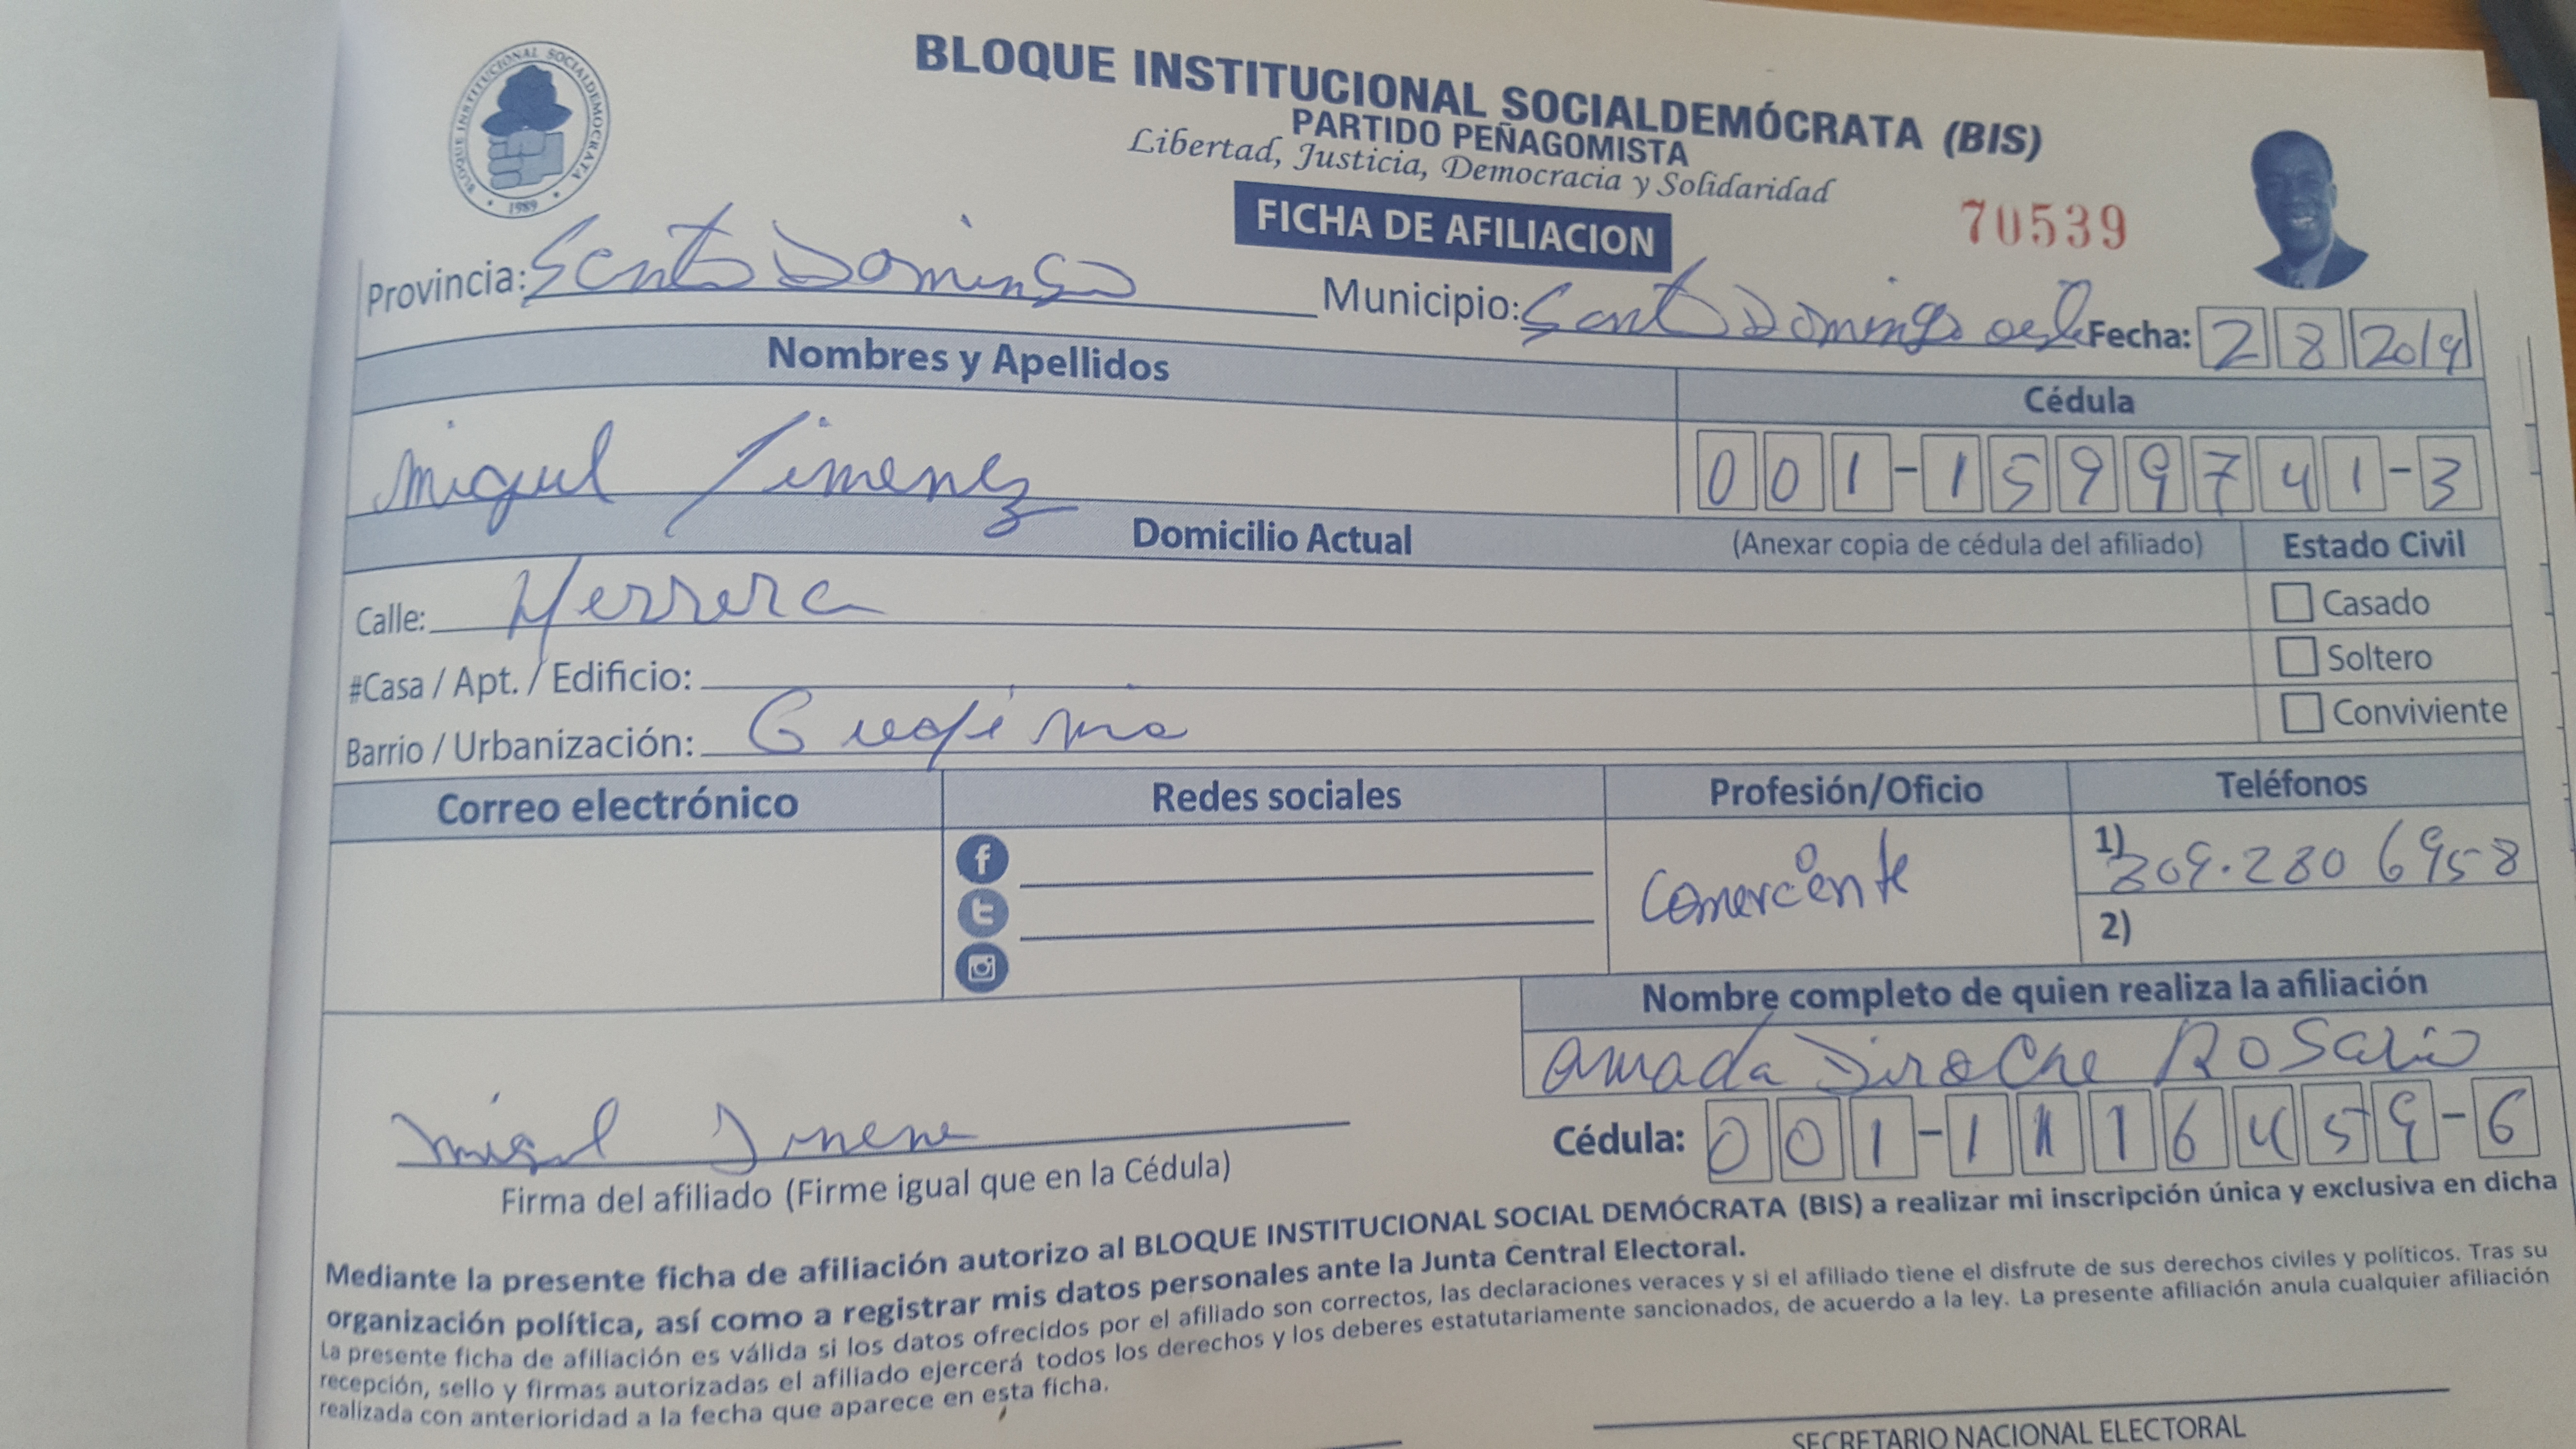 BLOQUE INSTITUCIONAL SOCIALDEMOCRATA
1989
BLOQUE INSTITUCIONAL SOCIALDEMÓCRATA (BIS)
PARTIDO PEÑAGOMISTA
Libertad, Justicia, Democracia y Solidaridad
FICHA DE AFILIACION
70539
Provincia: Santo Domingo Municipio: Santo Domingo oeste Fecha: 2 8 2019
Nombres y Apellidos
Cédula
Miguel Jimenez
001-1599741-3
Domicilio Actual (Anexar copia de cédula del afiliado) Estado Civil
Calle: Herrera
Casado
#Casa / Apt. / Edificio:
Soltero
Barrio / Urbanización:
Conviviente
Correo electrónico Redes sociales Profesión/Oficio Teléfonos
f
Comerciente
1) 809.280 6958
2)
Nombre completo de quien realiza la afiliación
amada Rosario
Cédula: 001-1116459-6
Miguel Jimene
Firma del afiliado (Firme igual que en la Cédula)
Mediante la presente ficha de afiliación autorizo al BLOQUE INSTITUCIONAL SOCIAL DEMÓCRATA (BIS) a realizar mi inscripción única y exclusiva en dicha
organización política, así como a registrar mis datos personales ante la Junta Central Electoral.
La presente ficha de afiliación es válida si los datos ofrecidos por el afiliado son correctos, las declaraciones veraces y si el afiliado tiene el disfrute de sus derechos civiles y políticos. Tras su
recepción, sello y firmas autorizadas el afiliado ejercerá todos los derechos y los deberes estatutariamente sancionados, de acuerdo a la ley. La presente afiliación anula cualquier afiliación
realizada con anterioridad a la fecha que aparece en esta ficha.
SECRETARIO NACIONAL ELECTORAL